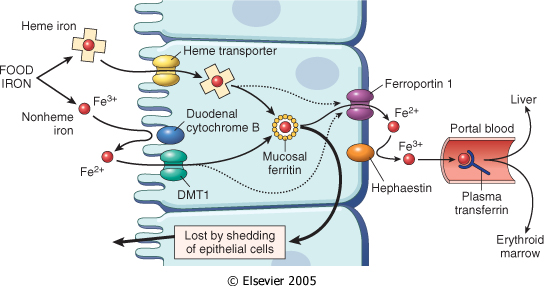 Heme iron
FOOD
IRON
Fe3+
Nonheme
iron
Fe2+
Heme transporter
Duodenal
cytochrome B
DMT1
Mucosal
ferritin
Lost by shedding
of epithelial cells
Ferroportin 1
Fe2+
Fe3+
Hephaestin
Portal blood
Plasma
transferrin
Liver
Erythroid
marrow
© Elsevier 2005